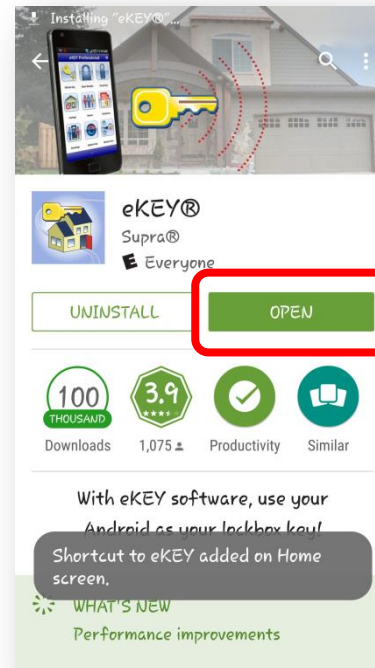 Installing "eKEY®"...
eKEY®
Supra®
E Everyone
UNINSTALL
OPEN
100
THOUSAND
3.9
Downloads
1,075
Productivity
Similar
With eKEY software, use your
Android as your lockbox key!
Shortcut to eKEY added on Home
screen.
WHAT'S NEW
Performance improvements